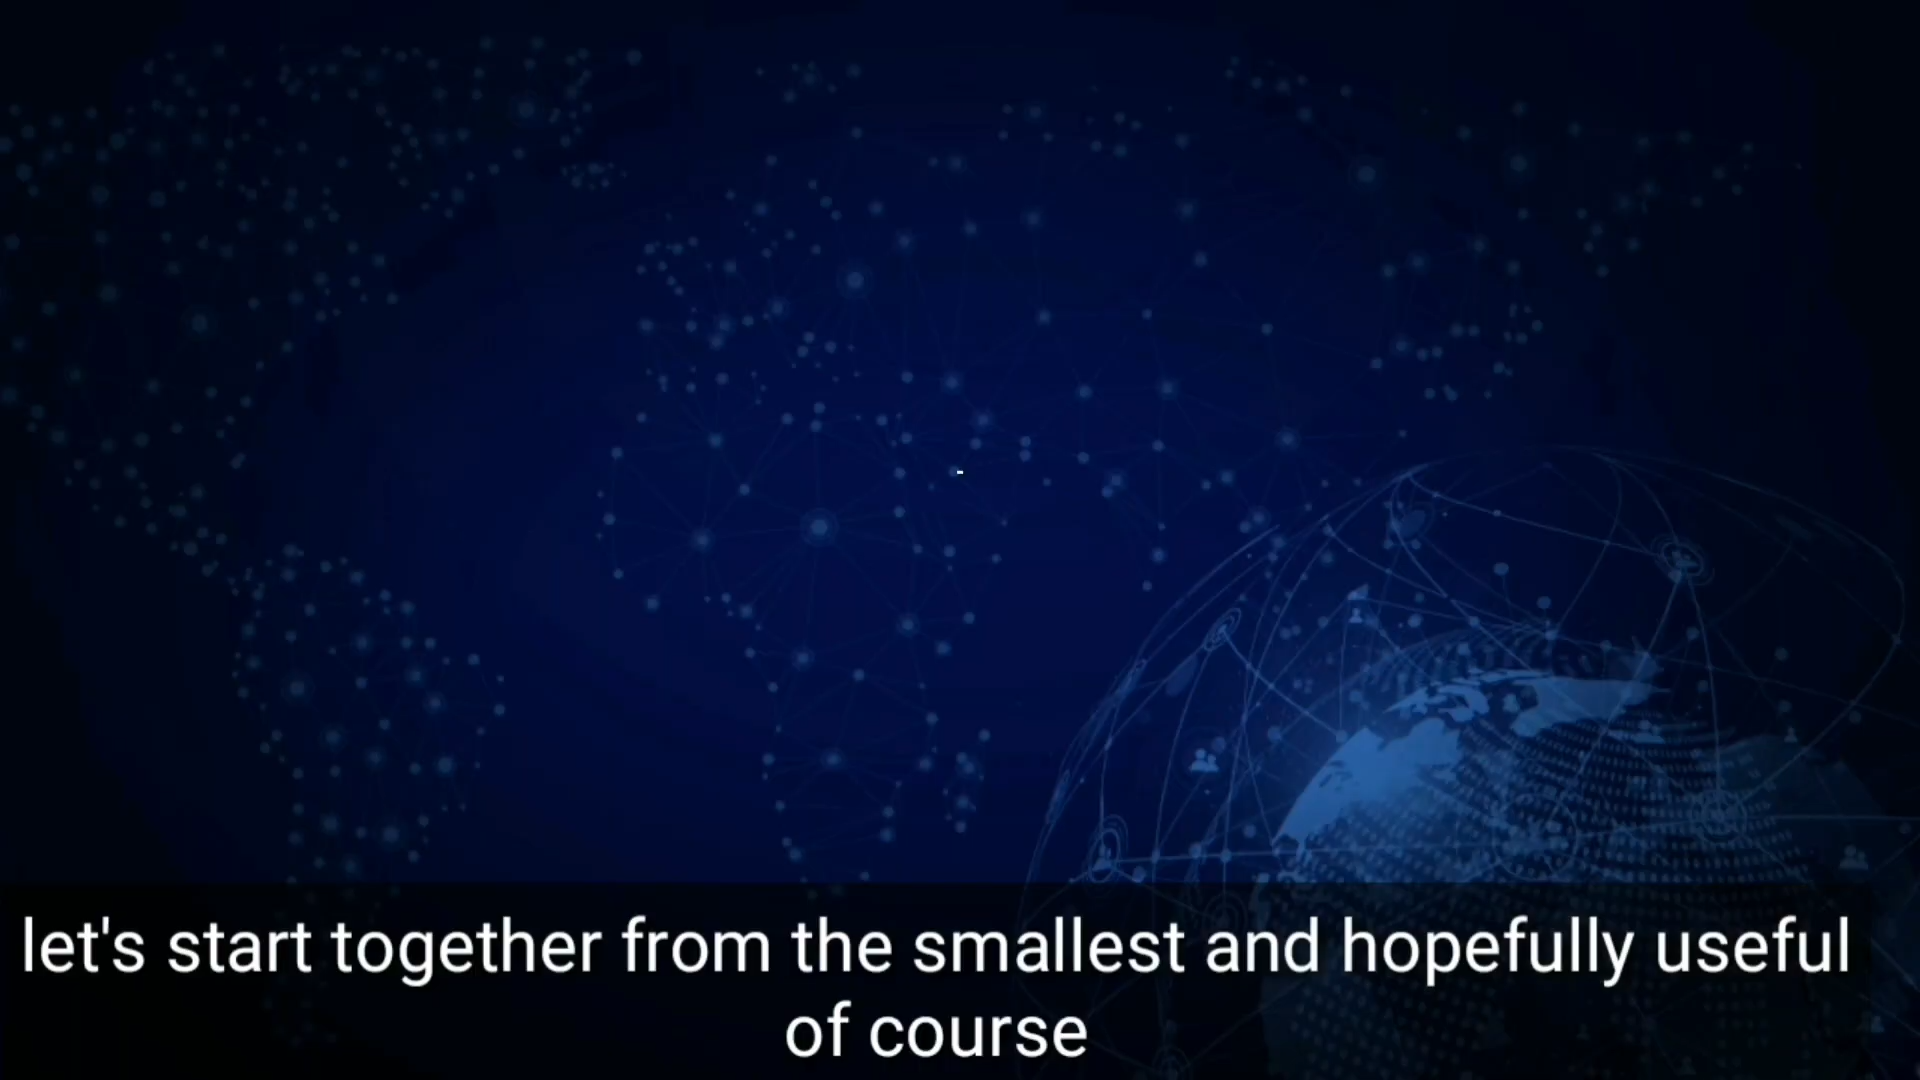 let's start together from the smallest and hopefully useful
of course